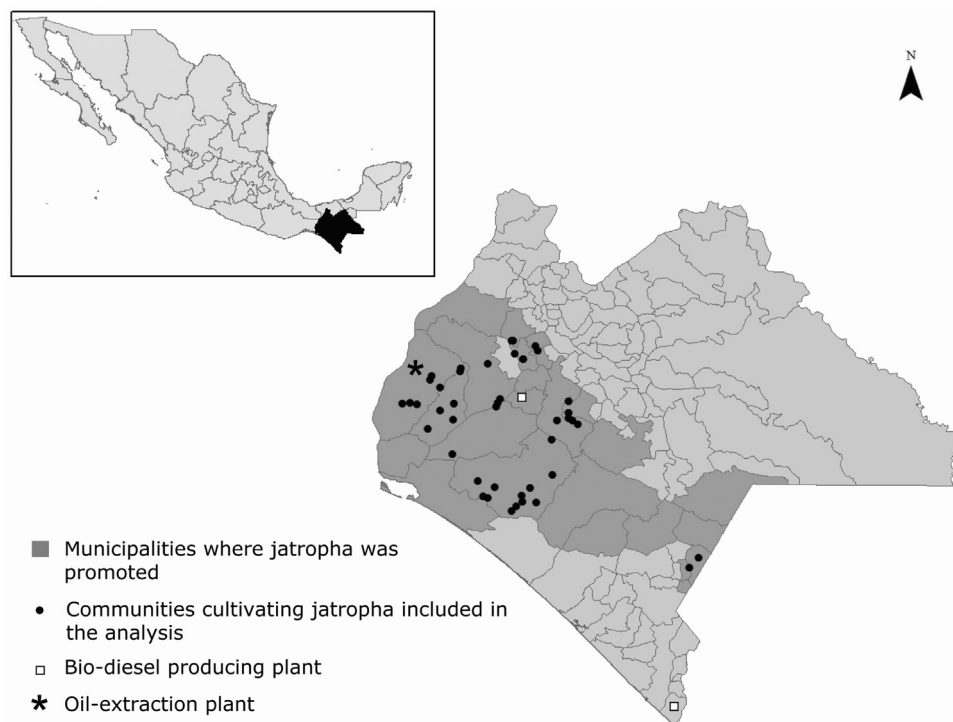 N
Municipalities where jatropha was
promoted
Communities cultivating jatropha included in
the analysis
Bio-diesel producing plant
Oil-extraction plant